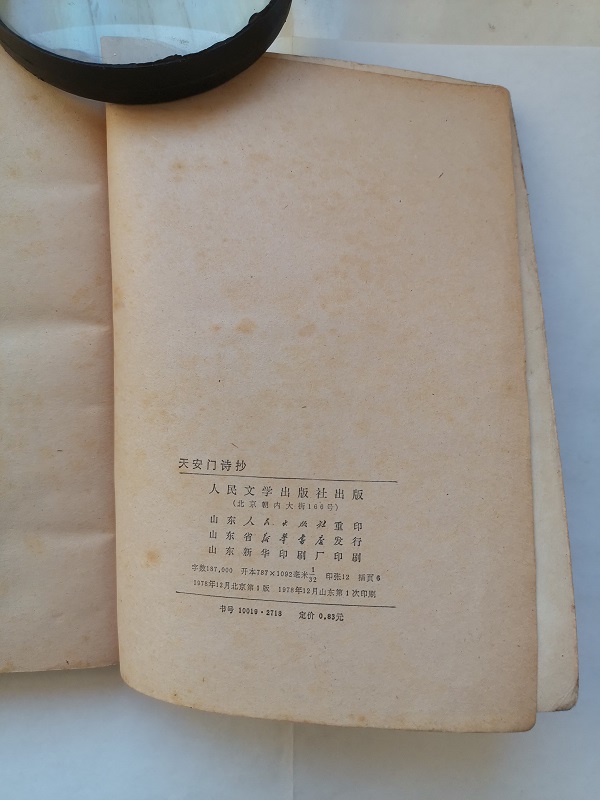 天安门诗抄
人民文学出版社出版
(北京朝内大街166号)
山东人民出版社重印
山东省新华书店发行
山东新华印刷厂印刷
字数187,000 开本787×1092毫米1/32 印张12 插页6
1978年12月北京第1版 1978年12月山东第1次印刷
书号 10019·2713 定价 0.83元